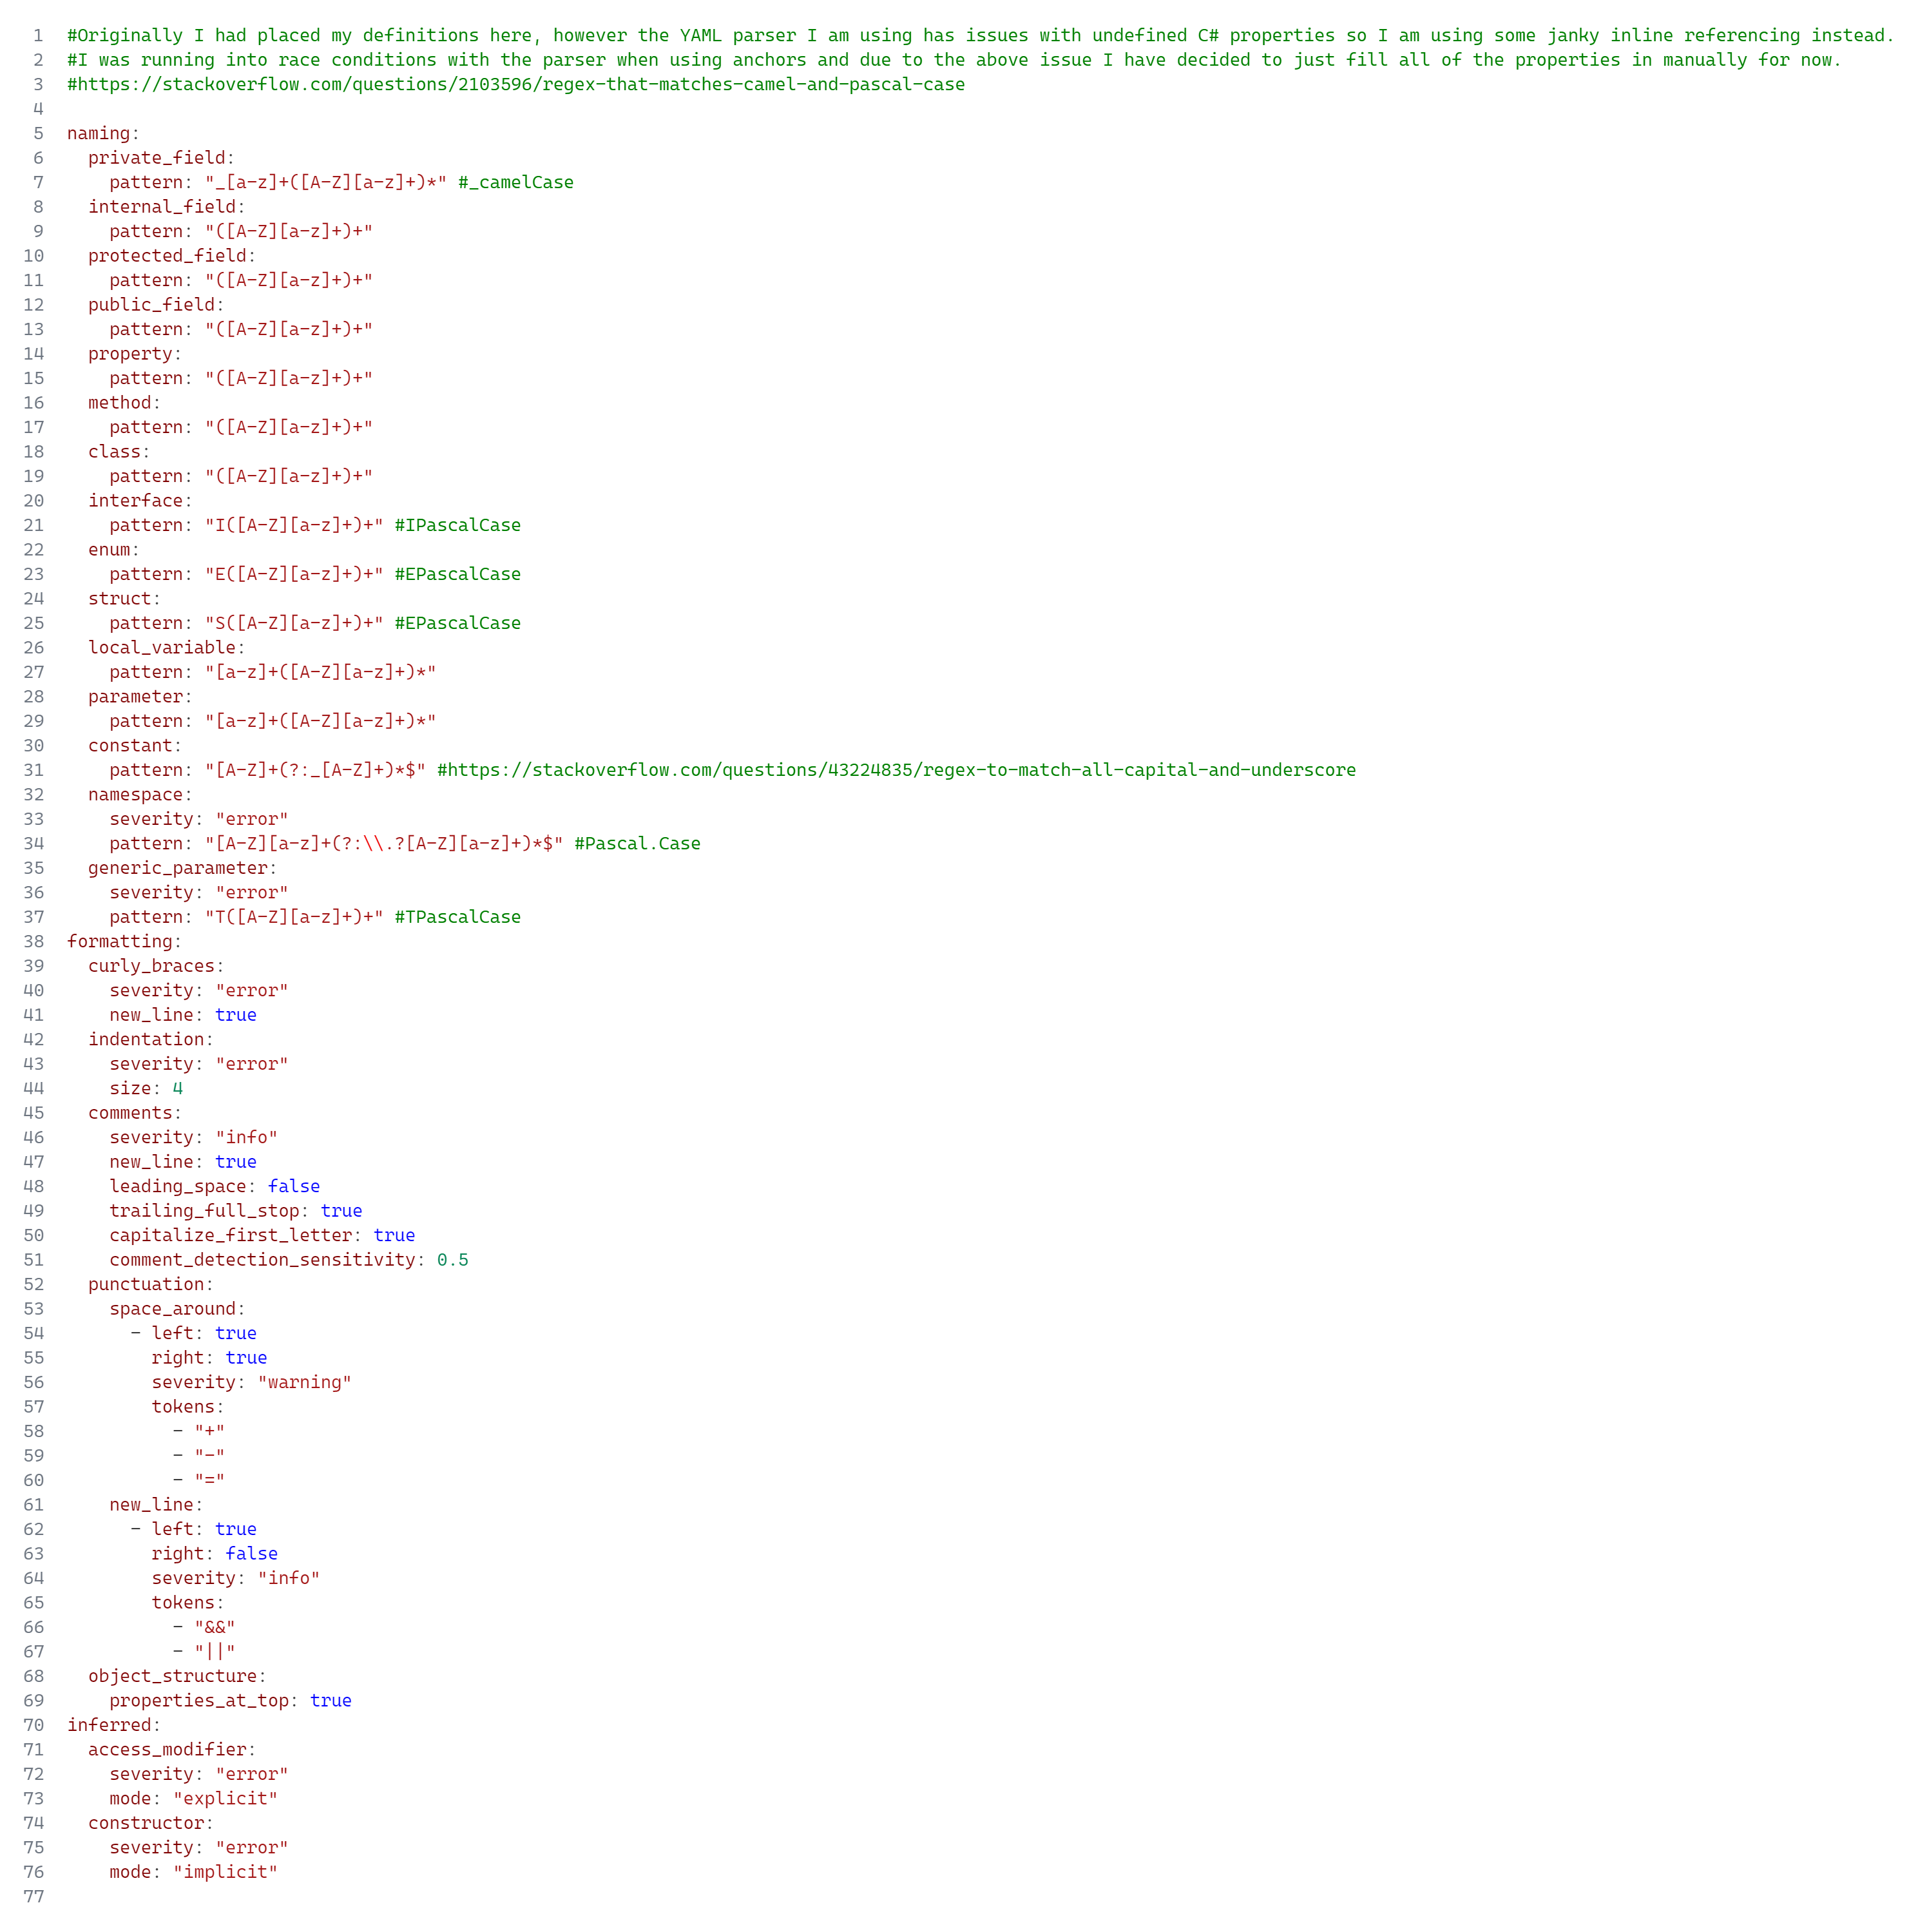 1 #Originally I had placed my definitions here, however the YAML parser I am using has issues with undefined C# properties so I am using some janky inline referencing instead.
2 #I was running into race conditions with the parser when using anchors and due to the above issue I have decided to just fill all of the properties in manually for now.
3 #https://stackoverflow.com/questions/2103596/regex-that-matches-camel-and-pascal-case
4
5 naming:
6   private_field:
7     pattern: "_[a-z]+([A-Z][a-z]+)*" #_camelCase
8   internal_field:
9     pattern: "([A-Z][a-z]+)+"
10   protected_field:
11     pattern: "([A-Z][a-z]+)+"
12   public_field:
13     pattern: "([A-Z][a-z]+)+"
14   property:
15     pattern: "([A-Z][a-z]+)+"
16   method:
17     pattern: "([A-Z][a-z]+)+"
18   class:
19     pattern: "([A-Z][a-z]+)+"
20   interface:
21     pattern: "I([A-Z][a-z]+)+" #IPascalCase
22   enum:
23     pattern: "E([A-Z][a-z]+)+" #EPascalCase
24   struct:
25     pattern: "S([A-Z][a-z]+)+" #EPascalCase
26   local_variable:
27     pattern: "[a-z]+([A-Z][a-z]+)*"
28   parameter:
29     pattern: "[a-z]+([A-Z][a-z]+)*"
30   constant:
31     pattern: "[A-Z]+(?:_[A-Z]+)*$" #https://stackoverflow.com/questions/43224835/regex-to-match-all-capital-and-underscore
32   namespace:
33     severity: "error"
34     pattern: "[A-Z][a-z]+(?:\\.?[A-Z][a-z]+)*$" #Pascal.Case
35   generic_parameter:
36     severity: "error"
37     pattern: "T([A-Z][a-z]+)+" #TPascalCase
38 formatting:
39   curly_braces:
40     severity: "error"
41     new_line: true
42   indentation:
43     severity: "error"
44     size: 4
45   comments:
46     severity: "info"
47     new_line: true
48     leading_space: false
49     trailing_full_stop: true
50     capitalize_first_letter: true
51     comment_detection_sensitivity: 0.5
52   punctuation:
53     space_around:
54       - left: true
55         right: true
56         severity: "warning"
57         tokens:
58           - "+"
59           - "-"
60           - "="
61     new_line:
62       - left: true
63         right: false
64         severity: "info"
65         tokens:
66           - "&&"
67           - "||"
68   object_structure:
69     properties_at_top: true
70 inferred:
71   access_modifier:
72     severity: "error"
73     mode: "explicit"
74   constructor:
75     severity: "error"
76     mode: "implicit"
77